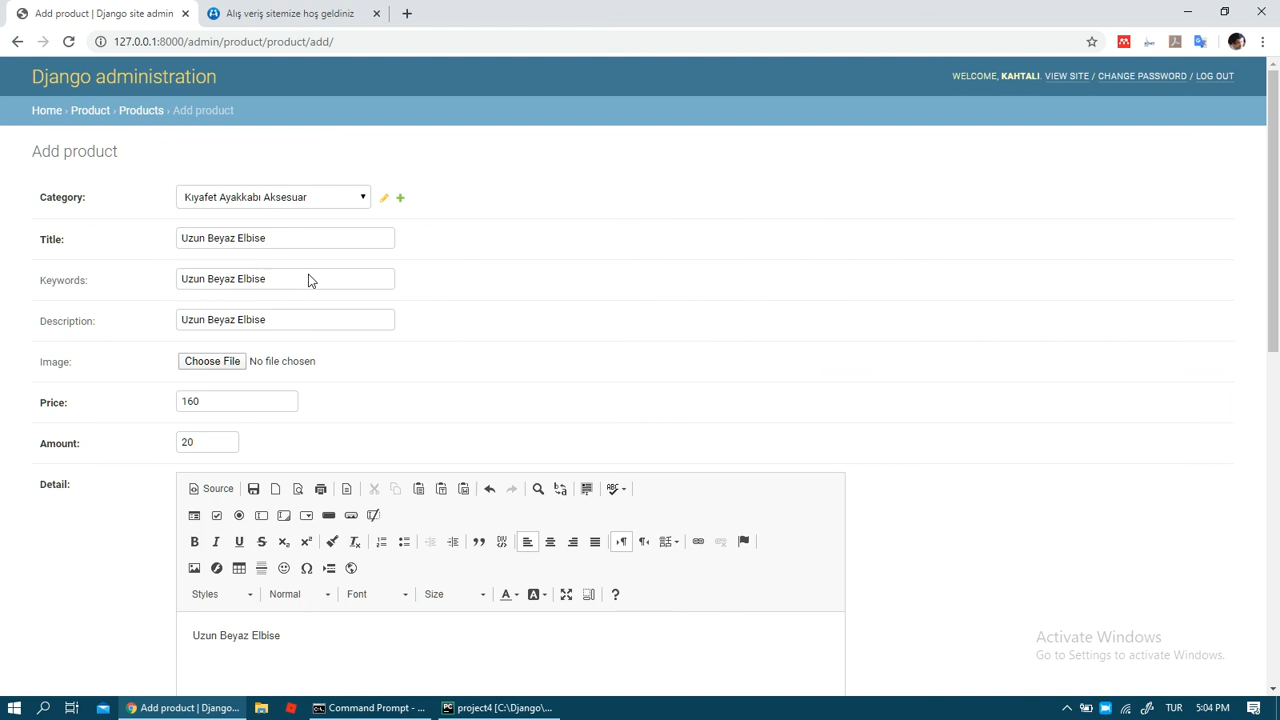 Add product | Django site admin
Alış veriş sitemize hoş geldiniz
127.0.0.1:8000/admin/product/product/add/
Django administration
WELCOME, KAHTALI. VIEW SITE / CHANGE PASSWORD / LOG OUT
Home › Product › Products › Add product
Add product
Category: Kıyafet Ayakkabı Aksesuar
Title: Uzun Beyaz Elbise
Keywords: Uzun Beyaz Elbise
Description: Uzun Beyaz Elbise
Image: Choose File No file chosen
Price: 160
Amount: 20
Detail:
Source
Styles Normal Font Size
Uzun Beyaz Elbise
Activate Windows
Go to Settings to activate Windows.
Add product | Django... Command Prompt - ... project4 [C:\Django\... TUR 5:04 PM